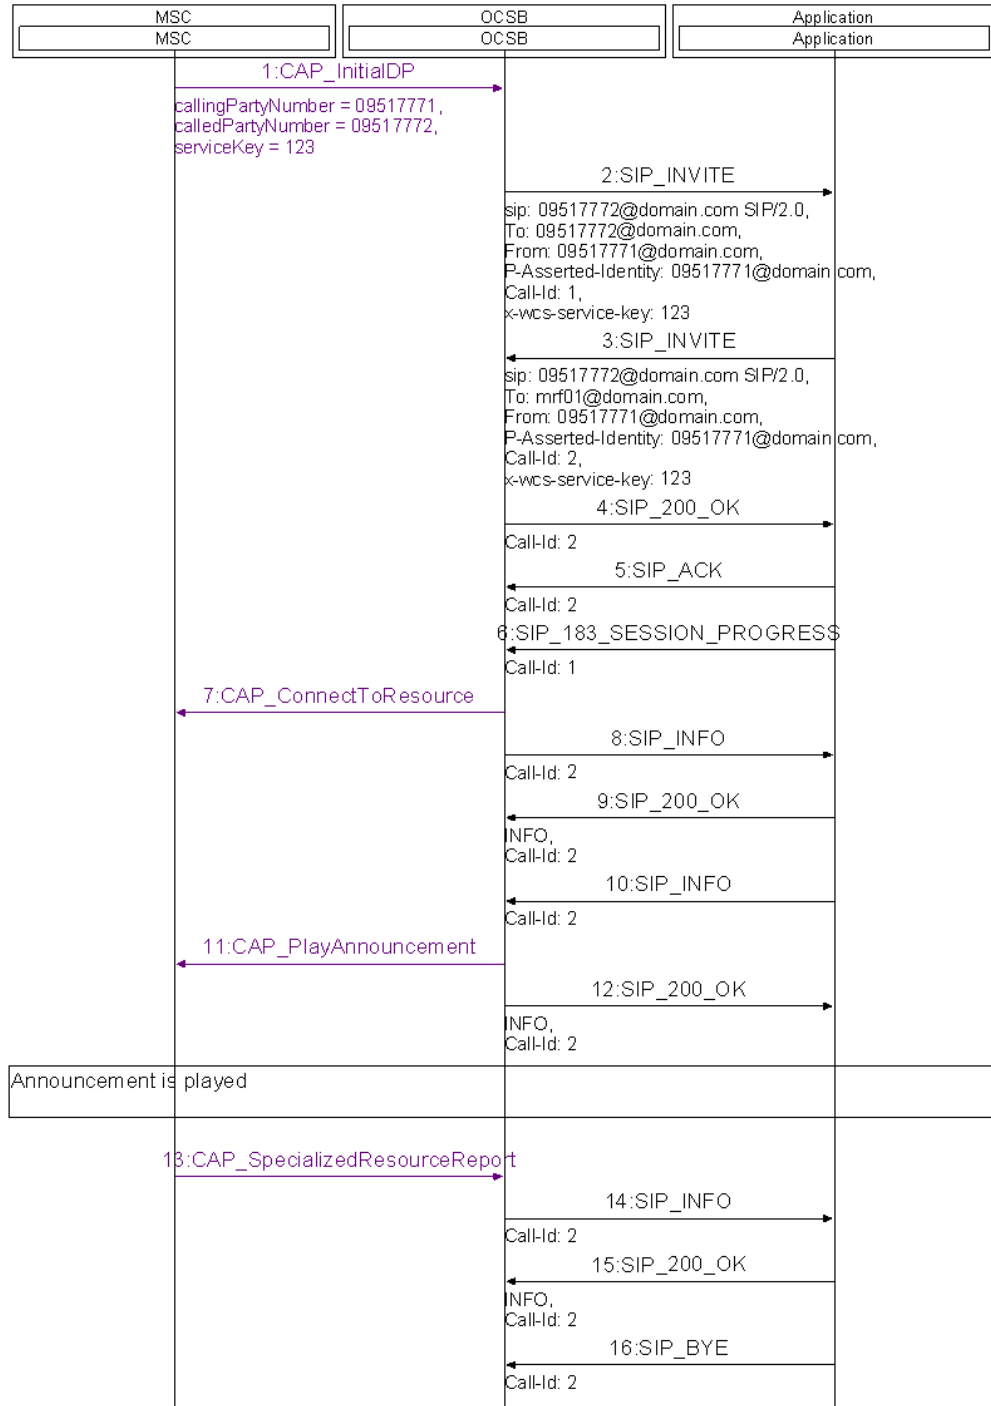 MSC
OCSB
Application
MSC
OCSB
Application
1:CAP_InitialDP
callingPartyNumber = 09517771,
calledPartyNumber = 09517772,
serviceKey = 123
2:SIP_INVITE
sip: 09517772@domain.com SIP/2.0,
To: 09517772@domain.com,
From: 09517771@domain.com,
P-Asserted-Identity: 09517771@domain.com,
Call-Id: 1,
x-wcs-service-key: 123
3:SIP_INVITE
sip: 09517772@domain.com SIP/2.0,
To: mrf01@domain.com,
From: 09517771@domain.com,
P-Asserted-Identity: 09517771@domain.com,
Call-Id: 2,
x-wcs-service-key: 123
4:SIP_200_OK
Call-Id: 2
5:SIP_ACK
Call-Id: 2
6:SIP_183_SESSION_PROGRESS
Call-Id: 1
7:CAP_ConnectToResource
8:SIP_INFO
Call-Id: 2
9:SIP_200_OK
INFO,
Call-Id: 2
10:SIP_INFO
Call-Id: 2
11:CAP_PlayAnnouncement
12:SIP_200_OK
INFO,
Call-Id: 2
Announcement is played
13:CAP_SpecializedResourceReport
14:SIP_INFO
Call-Id: 2
15:SIP_200_OK
INFO,
Call-Id: 2
16:SIP_BYE
Call-Id: 2